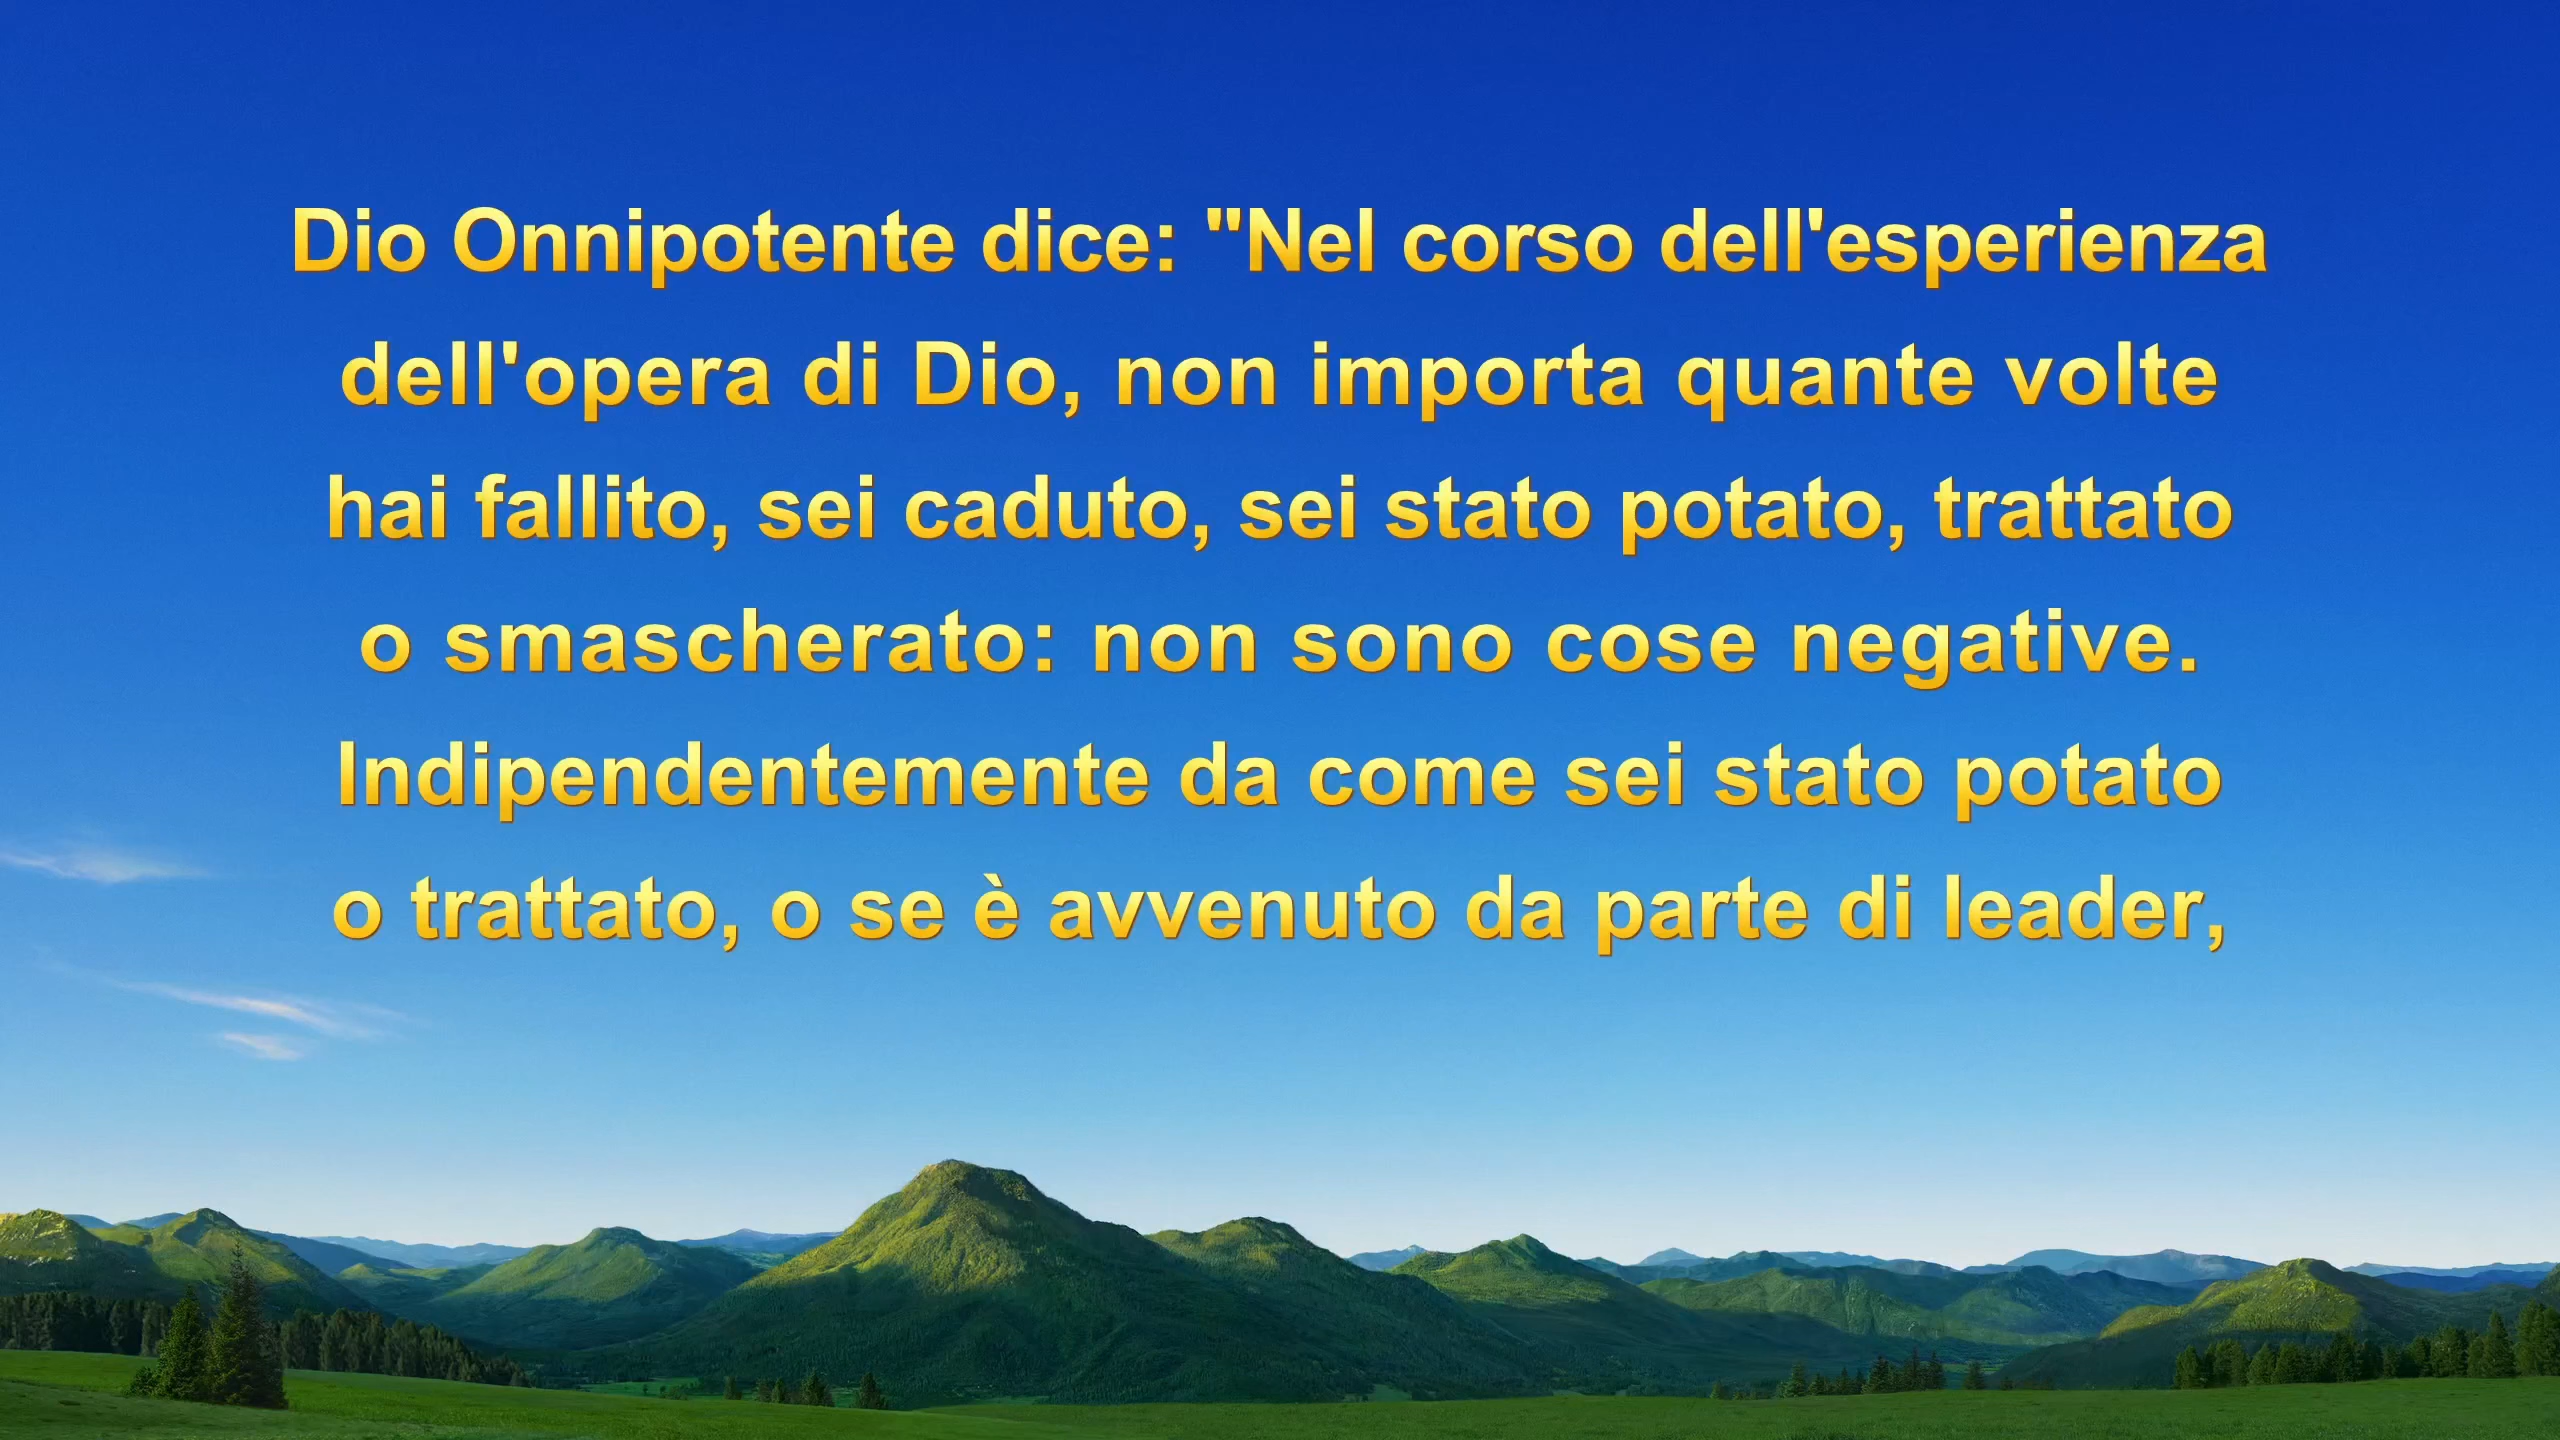 Dio Onnipotente dice: "Nel corso dell'esperienza
dell'opera di Dio, non importa quante volte
hai fallito, sei caduto, sei stato potato, trattato
o smascherato: non sono cose negative.
Indipendentemente da come sei stato potato
o trattato, o se è avvenuto da parte di leader,